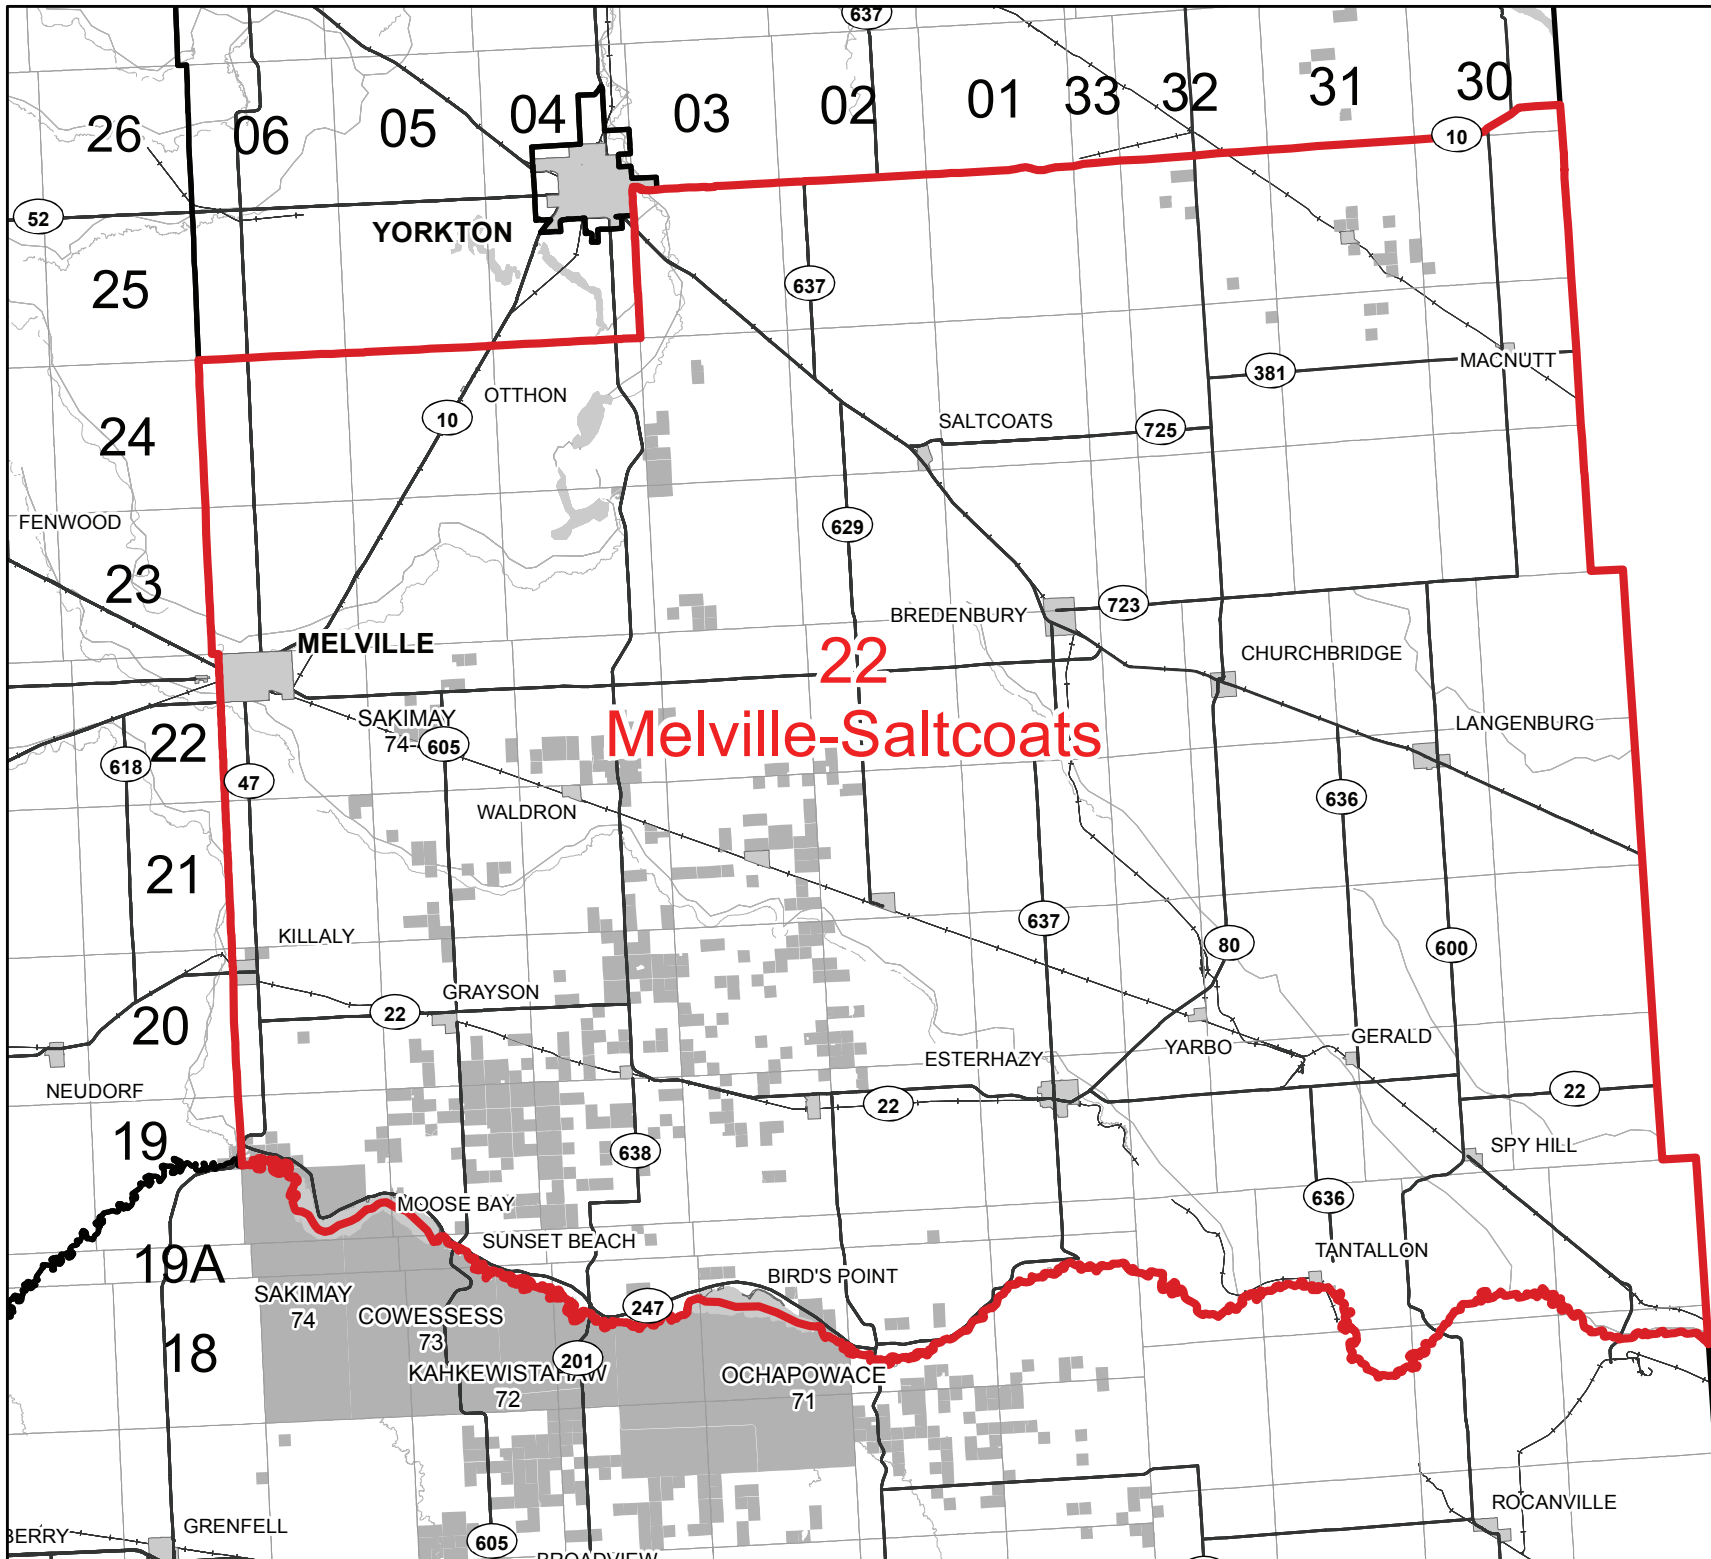 637
26
06
05
04
03
02
01
33
32
31
30
10
52
YORKTON
25
637
MACNUTT
381
OTTHON
10
SALTCOATS
725
24
FENWOOD
629
23
BREDENBURY
723
MELVILLE
22
CHURCHBRIDGE
SAKIMAY
74
605
Melville-Saltcoats
LANGENBURG
22
618
47
636
WALDRON
21
637
KILLALY
80
600
GRAYSON
22
20
ESTERHAZY
YARBO
GERALD
NEUDORF
22
22
19
638
SPY HILL
MOOSE BAY
636
SUNSET BEACH
TANTALLON
19A
BIRD'S POINT
SAKIMAY
74
247
COWESSESS
73
18
201
KAHKEWISTAHAW
72
OCHAPOWACE
71
ROCANVILLE
GRENFELL
BERRY
605
BROADVIEW